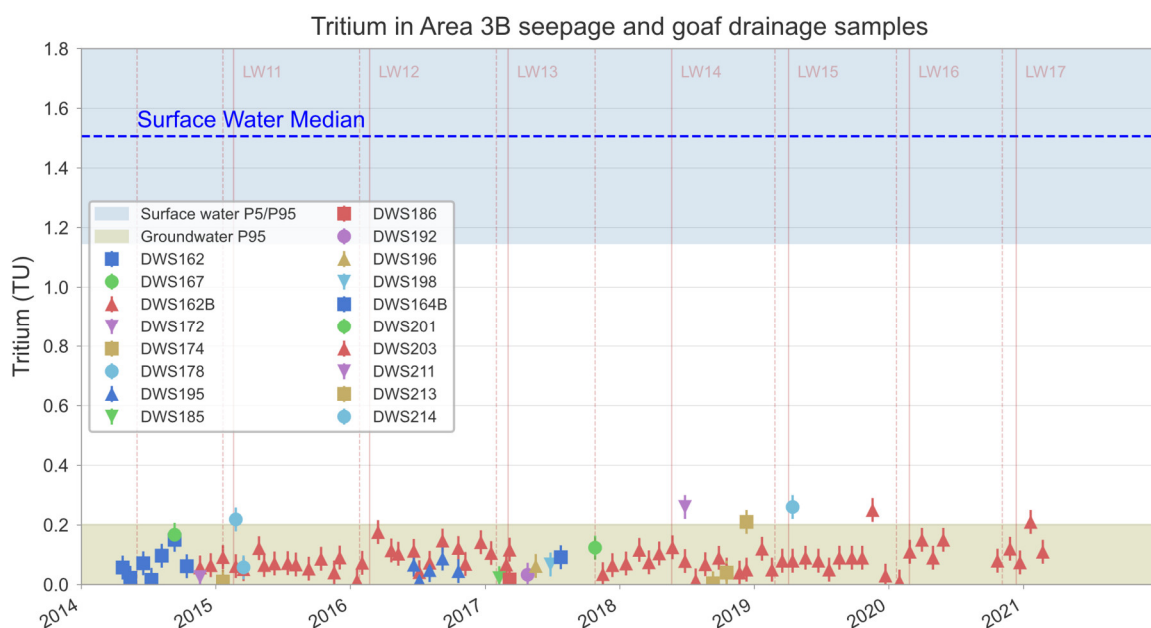 Tritium in Area 3B seepage and goaf drainage samples
1.8
1.6
1.4
1.2
1.0
0.8
0.6
0.4
0.2
0.0
Tritium (TU)
LW11
LW12
LW13
LW14
LW15
LW16
LW17
Surface Water Median
Surface water P5/P95
Groundwater P95
DWS162
DWS167
DWS162B
DWS172
DWS174
DWS178
DWS195
DWS185
DWS186
DWS192
DWS196
DWS198
DWS164B
DWS201
DWS203
DWS211
DWS213
DWS214
2014
2015
2016
2017
2018
2019
2020
2021